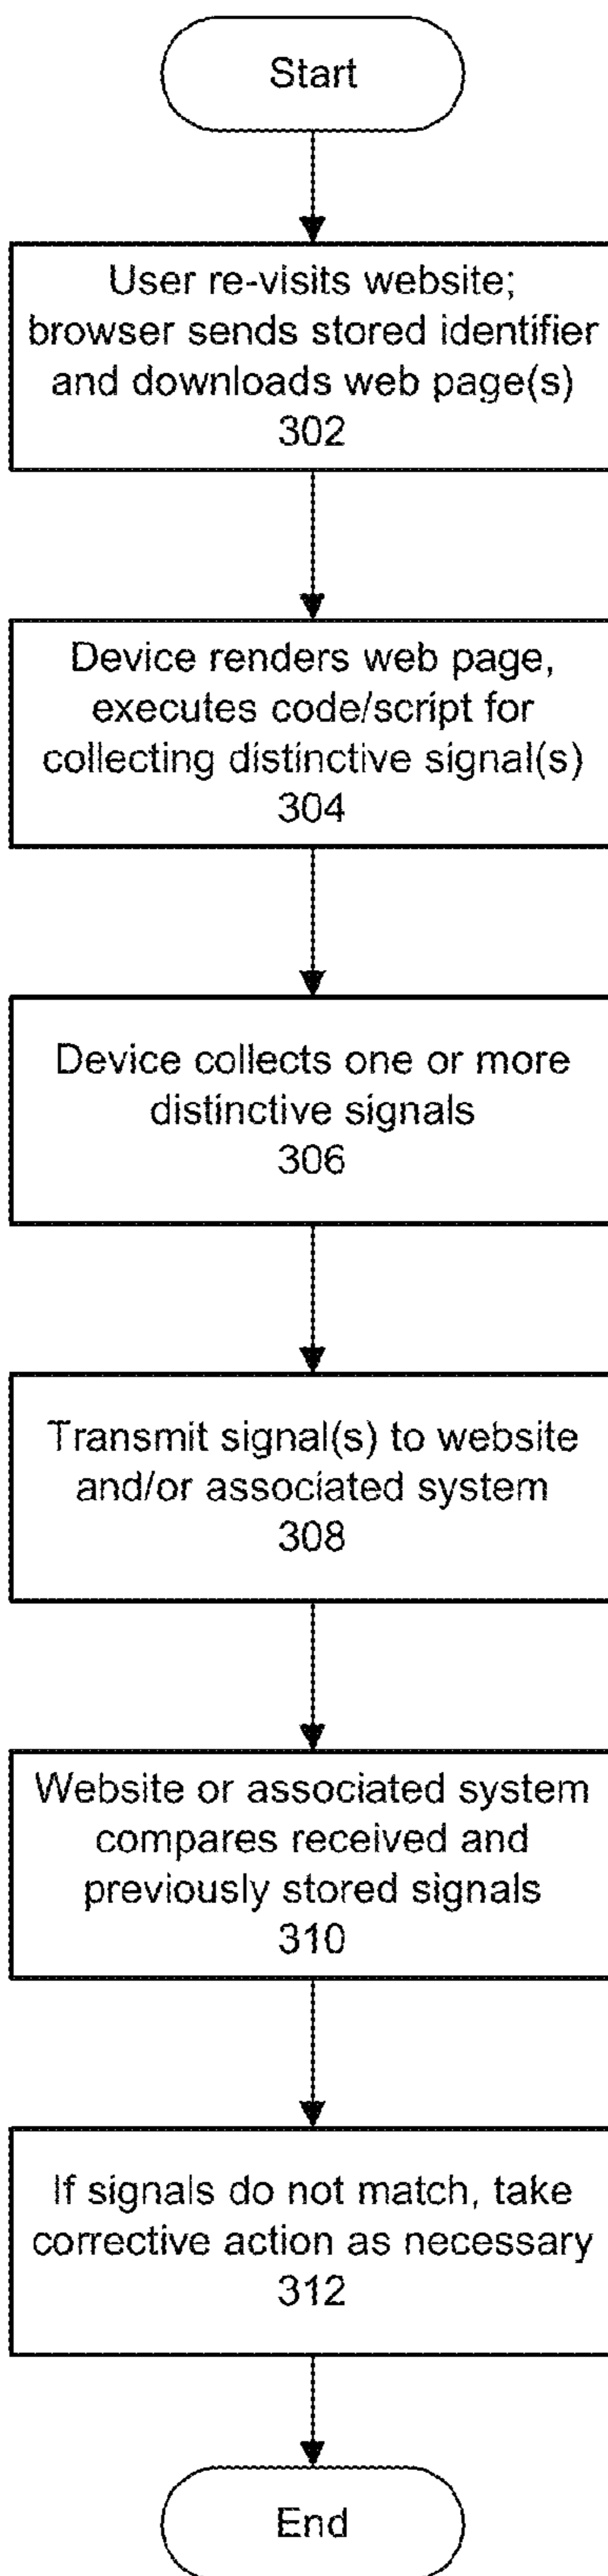 Start
User re-visits website;
browser sends stored identifier
and downloads web page(s)
302
Device renders web page,
executes code/script for
collecting distinctive signal(s)
304
Device collects one or more
distinctive signals
306
Transmit signal(s) to website
and/or associated system
308
Website or associated system
compares received and
previously stored signals
310
If signals do not match, take
corrective action as necessary
312
End